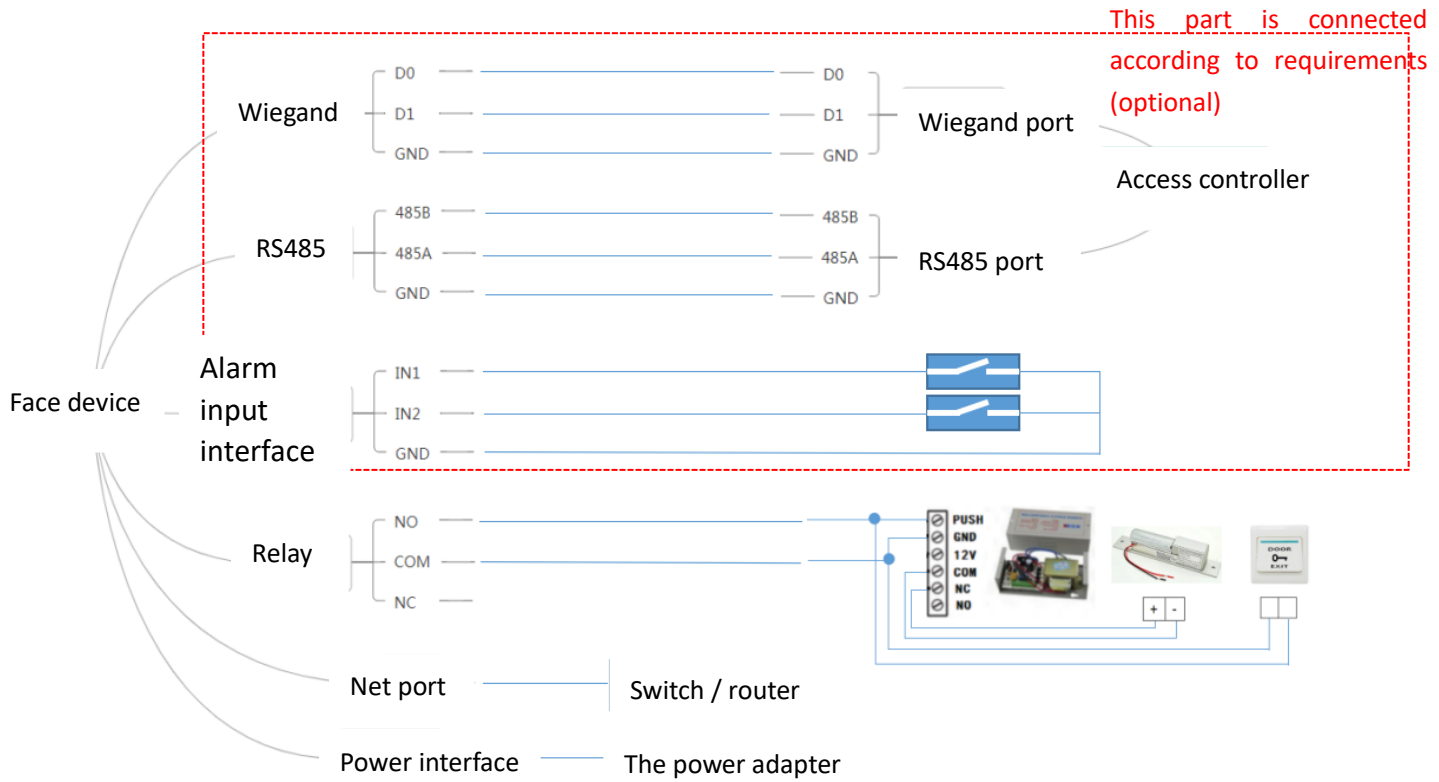 This part is connected
according to requirements
(optional)
Wiegand
D0
D1
GND
D0
D1
GND
Wiegand port
Access controller
RS485
485B
485A
GND
485B
485A
GND
RS485 port
Face device
Alarm
input
interface
IN1
IN2
GND
Relay
NO
COM
NC
PUSH
GND
12V
COM
NC
NO
+ -
DOOR
EXIT
Net port
Switch / router
Power interface
The power adapter